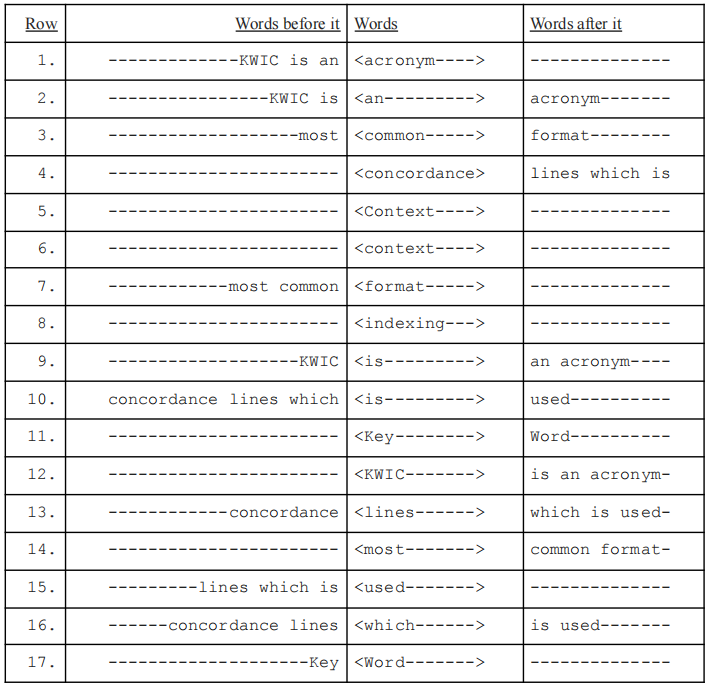 Row Words before it Words Words after it
1. -------------KWIC is an <acronym----> --------------
2. ----------------KWIC is <an---------> acronym-------
3. -------------------most <common-----> format--------
4. ----------------------- <concordance> lines which is
5. ----------------------- <Context----> --------------
6. ----------------------- <context----> --------------
7. ------------most common <format-----> --------------
8. ----------------------- <indexing---> --------------
9. -------------------KWIC <is---------> an acronym----
10. concordance lines which <is---------> used----------
11. ----------------------- <Key--------> Word----------
12. ----------------------- <KWIC-------> is an acronym-
13. ------------concordance <lines------> which is used-
14. ----------------------- <most-------> common format-
15. ---------lines which is <used-------> --------------
16. ------concordance lines <which------> is used-------
17. --------------------Key <Word-------> --------------